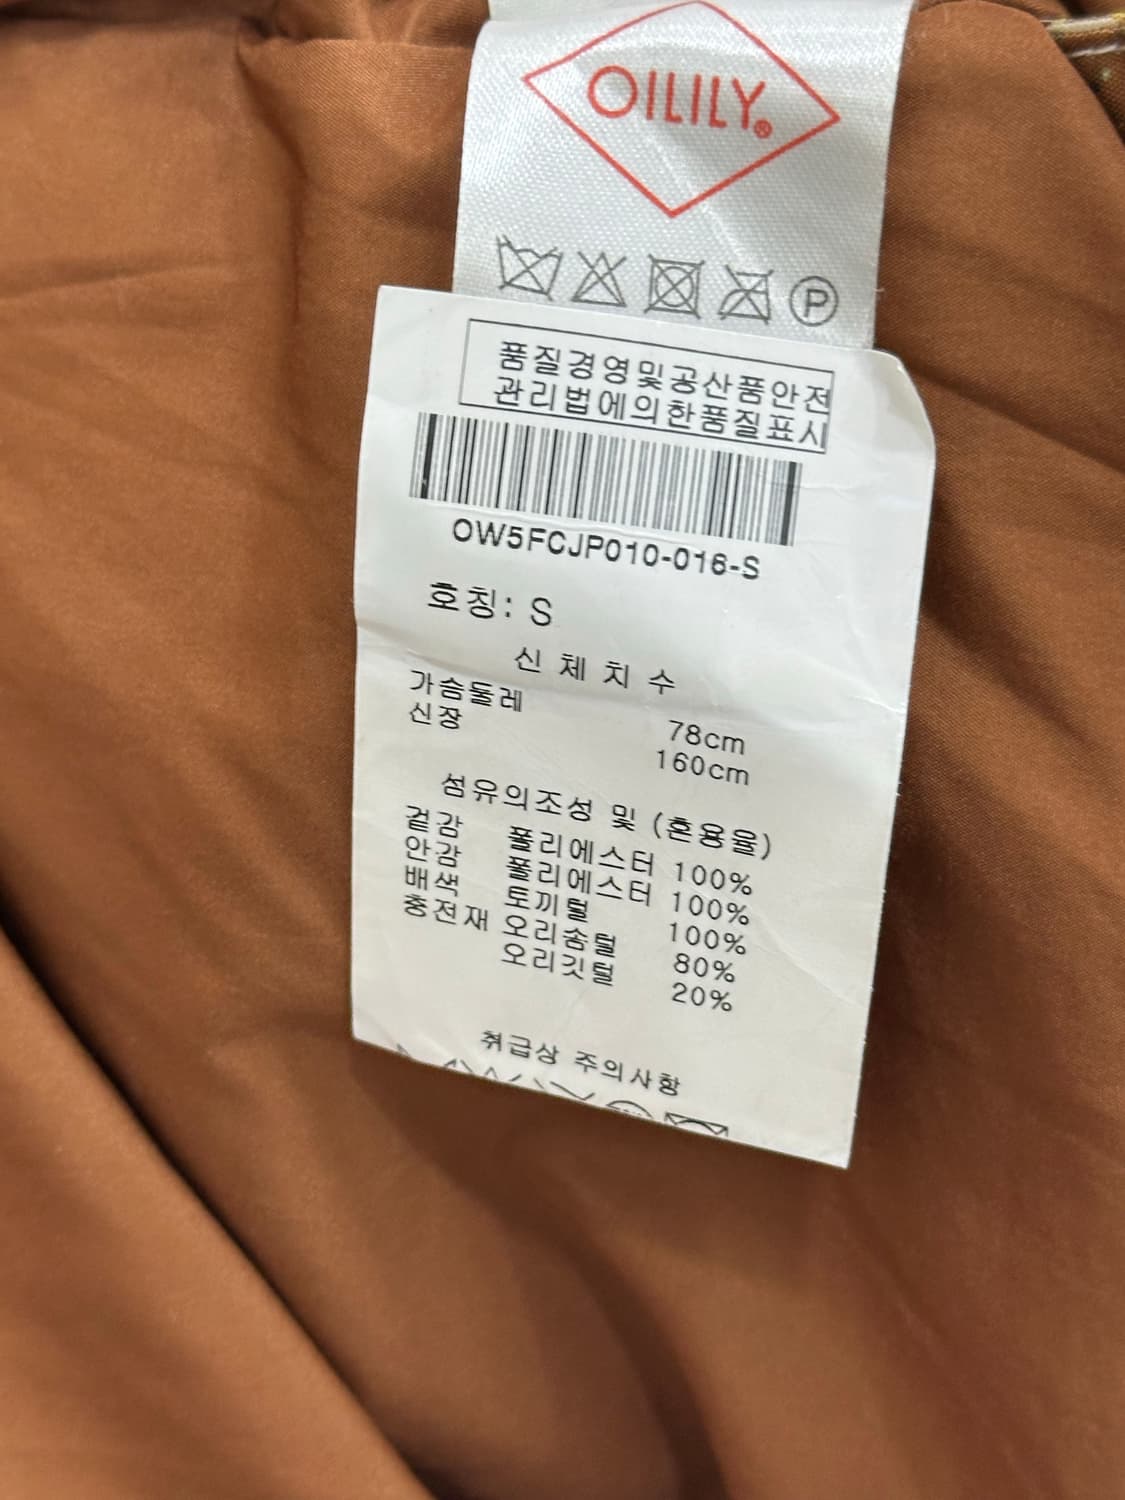 OILILY®
P
품질경영및공산품안전
관리법에의한품질표시
OW5FCJP010-016-S
호칭: S
신 체 치 수
가슴둘레 78cm
신장 160cm
섬유의조성 및 (혼용율)
겉감 폴리에스터 100%
안감 폴리에스터 100%
배색 토끼털 100%
충전재 오리솜털 80%
오리깃털 20%
취급상 주의사항